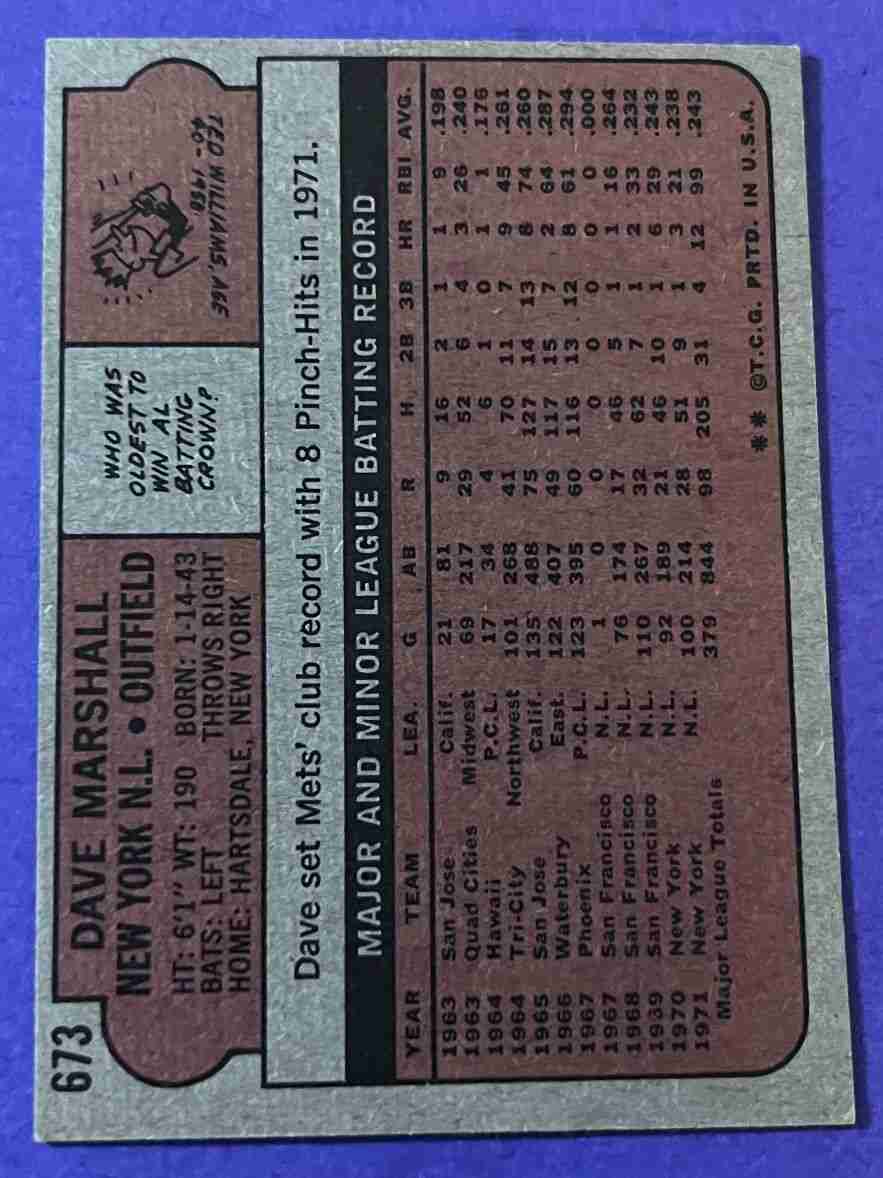 673
DAVE MARSHALL
NEW YORK N.L. • OUTFIELD
HT: 6'1" WT: 190 BORN: 1-14-43
BATS: LEFT THROWS RIGHT
HOME: HARTSDALE, NEW YORK
WHO WAS
OLDEST TO
WIN AL
BATTING
CROWN?
TED WILLIAMS, AGE
40 - 1958
Dave set Mets' club record with 8 Pinch-Hits in 1971.
MAJOR AND MINOR LEAGUE BATTING RECORD
YEAR TEAM LEA. G AB R H 2B 3B HR RBI AVG.
1963 San Jose Calif. 21 81 9 16 2 1 1 9 .198
1963 Quad Cities Midwest 69 217 29 52 6 4 3 26 .240
1964 Hawaii P.C.L. 17 34 4 6 1 0 1 1 .176
1964 Tri-City Northwest 101 268 41 70 11 7 9 45 .261
1965 San Jose Calif. 135 488 75 127 14 13 8 74 .260
1966 Waterbury East. 122 407 49 117 15 7 2 64 .287
1967 Phoenix P.C.L. 123 395 60 116 13 12 8 61 .294
1967 San Francisco N.L. 1 0 0 0 0 0 0 0 .000
1968 San Francisco N.L. 76 174 17 46 5 1 1 16 .264
1939 San Francisco N.L. 110 267 32 62 7 1 2 33 .232
1970 New York N.L. 92 189 21 46 10 1 6 29 .243
1971 New York N.L. 100 214 28 51 9 1 3 21 .238
Major League Totals 379 844 98 205 31 4 12 99 .243
** ©T.C.G. PRTD. IN U.S.A.